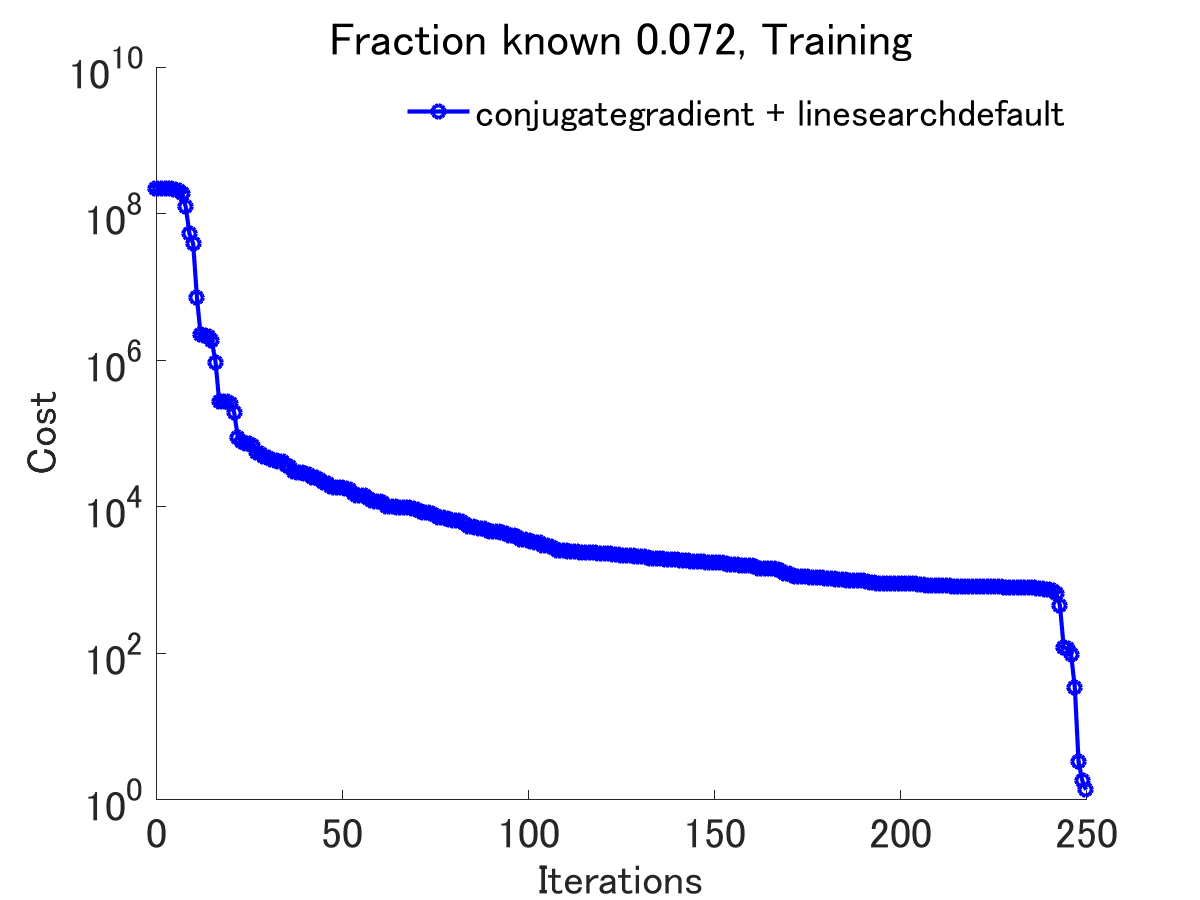 Fraction known 0.072, Training
conjugategradient + linesearchdefault
10^10
10^8
10^6
10^4
10^2
10^0
Cost
0 50 100 150 200 250
Iterations